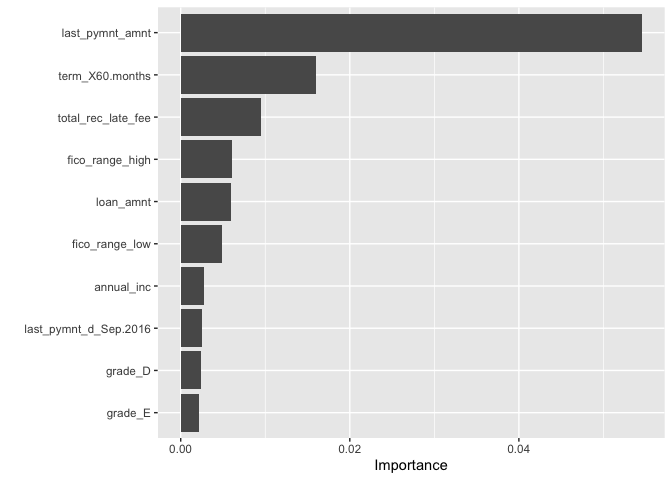 last_pymnt_amnt
term_X60.months
total_rec_late_fee
fico_range_high
loan_amnt
fico_range_low
annual_inc
last_pymnt_d_Sep.2016
grade_D
grade_E
0.00 0.02 0.04
Importance